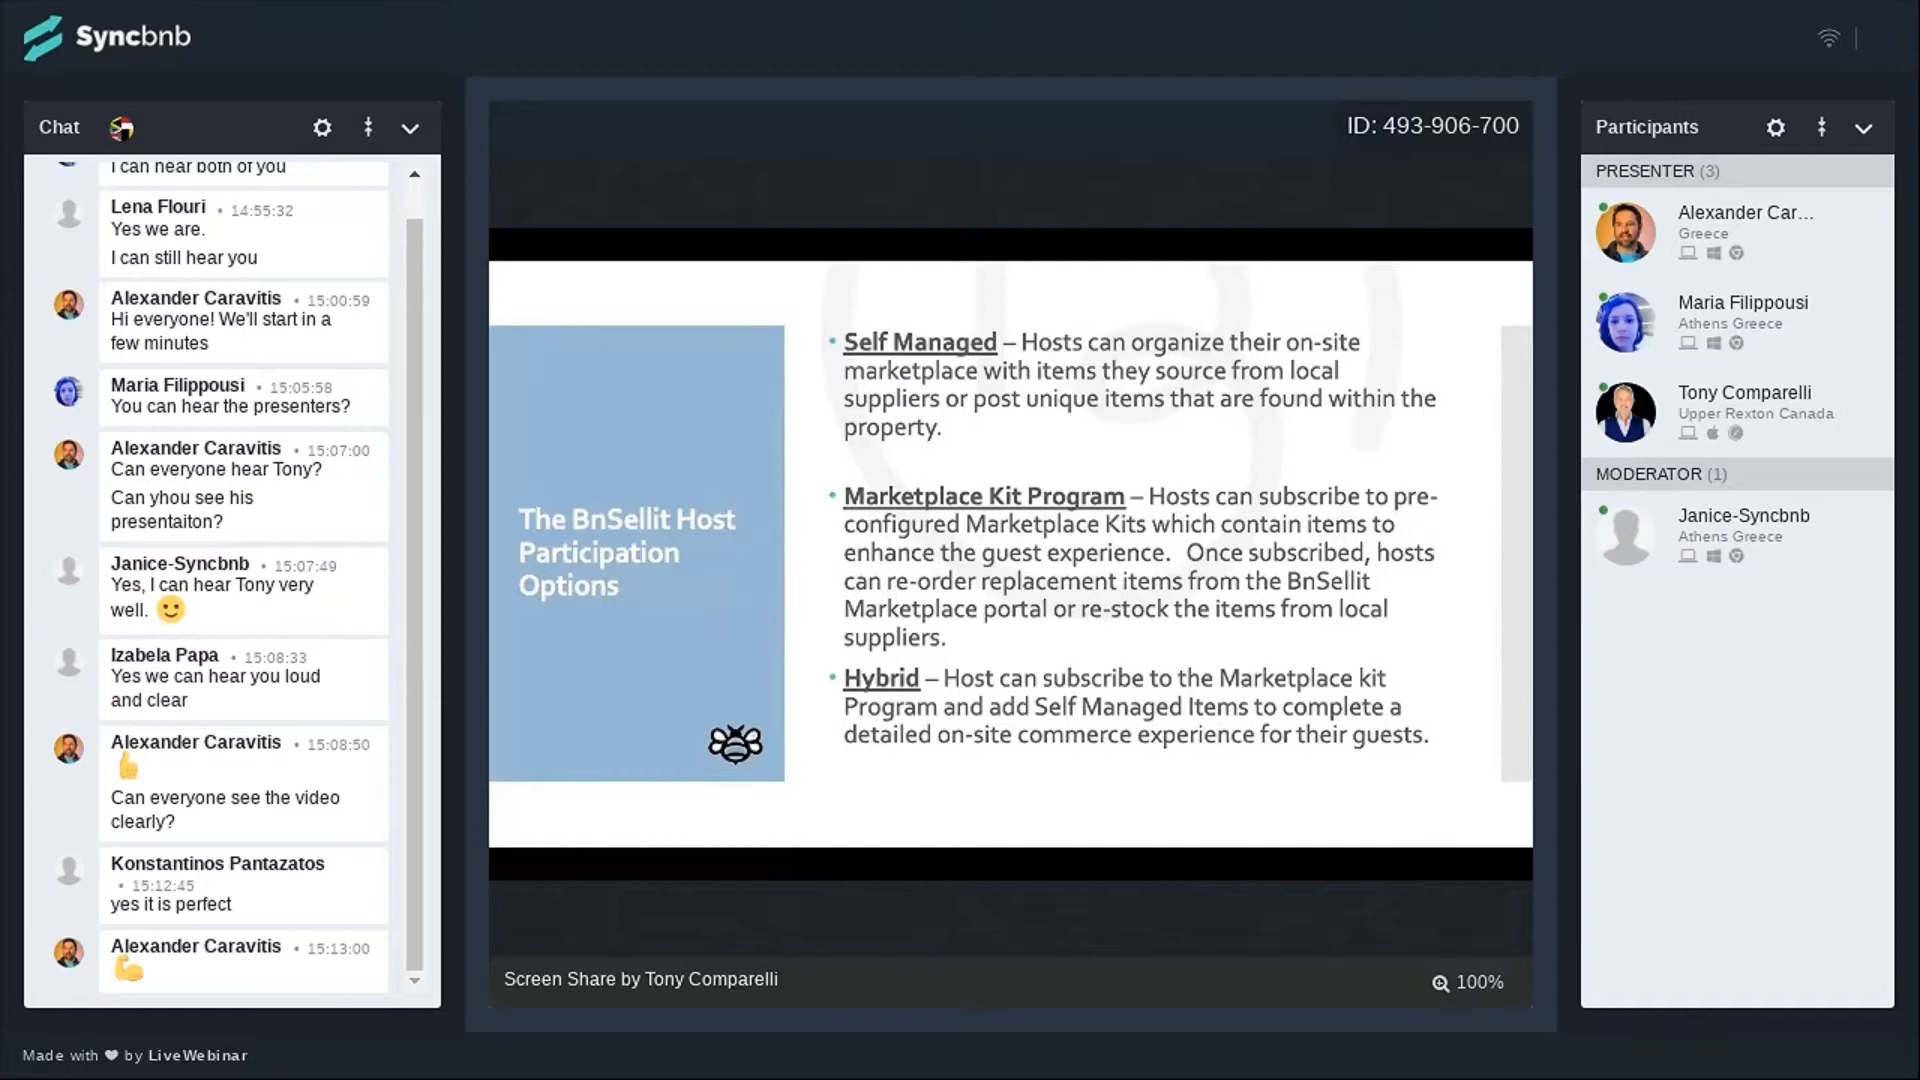 Syncbnb
Chat
I can hear both of you
Lena Flouri • 14:55:32
Yes we are.
I can still hear you
Alexander Caravitis • 15:00:59
Hi everyone! We'll start in a
few minutes
Maria Filippousi • 15:05:58
You can hear the presenters?
Alexander Caravitis • 15:07:00
Can everyone hear Tony?
Can yhou see his
presentaiton?
Janice-Syncbnb • 15:07:49
Yes, I can hear Tony very
well. 🙂
Izabela Papa • 15:08:33
Yes we can hear you loud
and clear
Alexander Caravitis • 15:08:50
👍
Can everyone see the video
clearly?
Konstantinos Pantazatos
• 15:12:45
yes it is perfect
Alexander Caravitis • 15:13:00
💪
ID: 493-906-700
The BnSellit Host
Participation
Options
• Self Managed – Hosts can organize their on-site
marketplace with items they source from local
suppliers or post unique items that are found within the
property.
• Marketplace Kit Program – Hosts can subscribe to pre-
configured Marketplace Kits which contain items to
enhance the guest experience. Once subscribed, hosts
can re-order replacement items from the BnSellit
Marketplace portal or re-stock the items from local
suppliers.
• Hybrid – Host can subscribe to the Marketplace kit
Program and add Self Managed Items to complete a
detailed on-site commerce experience for their guests.
Screen Share by Tony Comparelli
100%
Participants
PRESENTER (3)
Alexander Car...
Greece
Maria Filippousi
Athens Greece
Tony Comparelli
Upper Rexton Canada
MODERATOR (1)
Janice-Syncbnb
Athens Greece
Made with ♥ by LiveWebinar